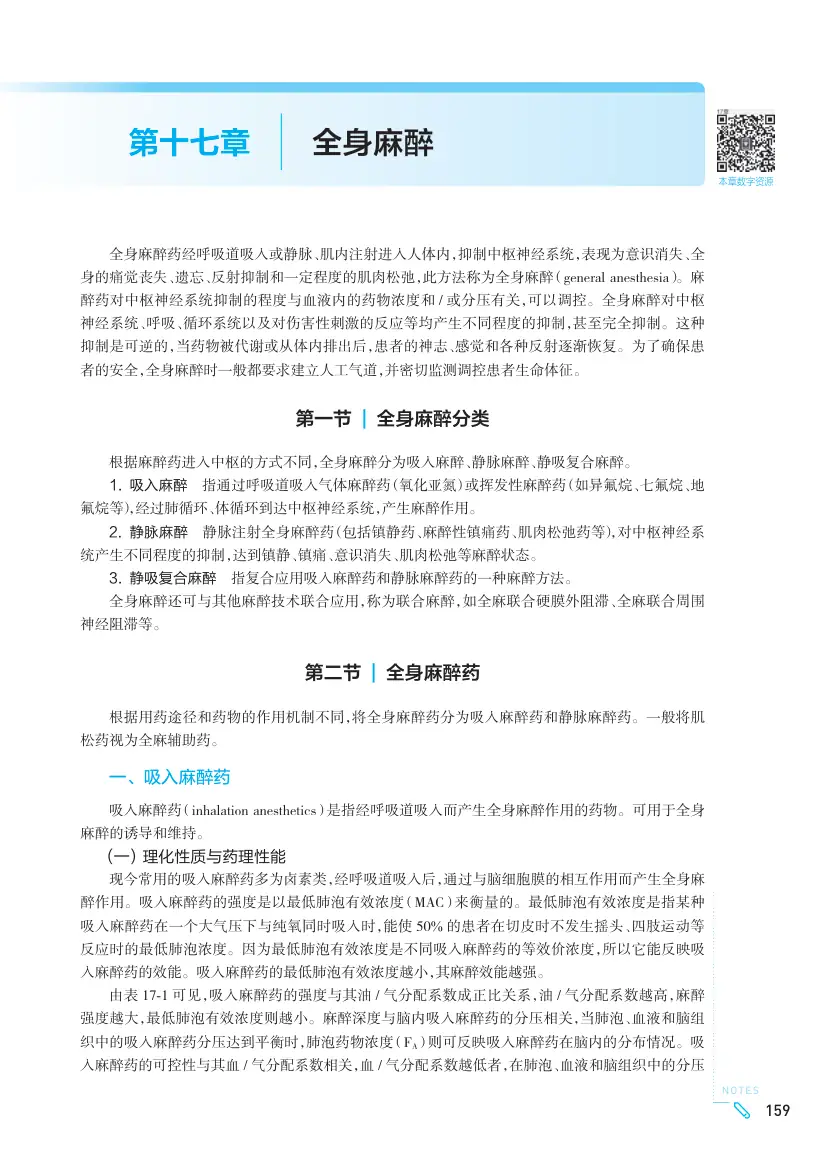 第十七章 全身麻醉
本章数字资源
全身麻醉药经呼吸道吸入或静脉、肌内注射进入人体内,抑制中枢神经系统,表现为意识消失、全
身的痛觉丧失、遗忘、反射抑制和一定程度的肌肉松弛,此方法称为全身麻醉(general anesthesia)。麻
醉药对中枢神经系统抑制的程度与血液内的药物浓度和/或分压有关,可以调控。全身麻醉对中枢
神经系统、呼吸、循环系统以及对伤害性刺激的反应等均产生不同程度的抑制,甚至完全抑制。这种
抑制是可逆的,当药物被代谢或从体内排出后,患者的神志、感觉和各种反射逐渐恢复。为了确保患
者的安全,全身麻醉时一般都要求建立人工气道,并密切监测调控患者生命体征。
第一节 | 全身麻醉分类
根据麻醉药进入中枢的方式不同,全身麻醉分为吸入麻醉、静脉麻醉、静吸复合麻醉。
1. 吸入麻醉 指通过呼吸道吸入气体麻醉药(氧化亚氮)或挥发性麻醉药(如异氟烷、七氟烷、地
氟烷等),经过肺循环、体循环到达中枢神经系统,产生麻醉作用。
2. 静脉麻醉 静脉注射全身麻醉药(包括镇静药、麻醉性镇痛药、肌肉松弛药等),对中枢神经系
统产生不同程度的抑制,达到镇静、镇痛、意识消失、肌肉松弛等麻醉状态。
3. 静吸复合麻醉 指复合应用吸入麻醉药和静脉麻醉药的一种麻醉方法。
全身麻醉还可与其他麻醉技术联合应用,称为联合麻醉,如全麻联合硬膜外阻滞、全麻联合周围
神经阻滞等。
第二节 | 全身麻醉药
根据用药途径和药物的作用机制不同,将全身麻醉药分为吸入麻醉药和静脉麻醉药。一般将肌
松药视为全麻辅助药。
一、吸入麻醉药
吸入麻醉药(inhalation anesthetics)是指经呼吸道吸入而产生全身麻醉作用的药物。可用于全身
麻醉的诱导和维持。
(一)理化性质与药理性能
现今常用的吸入麻醉药多为卤素类,经呼吸道吸入后,通过与脑细胞膜的相互作用而产生全身麻
醉作用。吸入麻醉药的强度是以最低肺泡有效浓度(MAC)来衡量的。最低肺泡有效浓度是指某种
吸入麻醉药在一个大气压下与纯氧同时吸入时,能使 50% 的患者在切皮时不发生摇头、四肢运动等
反应时的最低肺泡浓度。因为最低肺泡有效浓度是不同吸入麻醉药的等效价浓度,所以它能反映吸
入麻醉药的效能。吸入麻醉药的最低肺泡有效浓度越小,其麻醉效能越强。
由表 17-1 可见,吸入麻醉药的强度与其油/气分配系数成正比关系,油/气分配系数越高,麻醉
强度越大,最低肺泡有效浓度则越小。麻醉深度与脑内吸入麻醉药的分压相关,当肺泡、血液和脑组
织中的吸入麻醉药分压达到平衡时,肺泡药物浓度(FA)则可反映吸入麻醉药在脑内的分布情况。吸
入麻醉药的可控性与其血/气分配系数相关,血/气分配系数越低者,在肺泡、血液和脑组织中的分压
NOTES
159